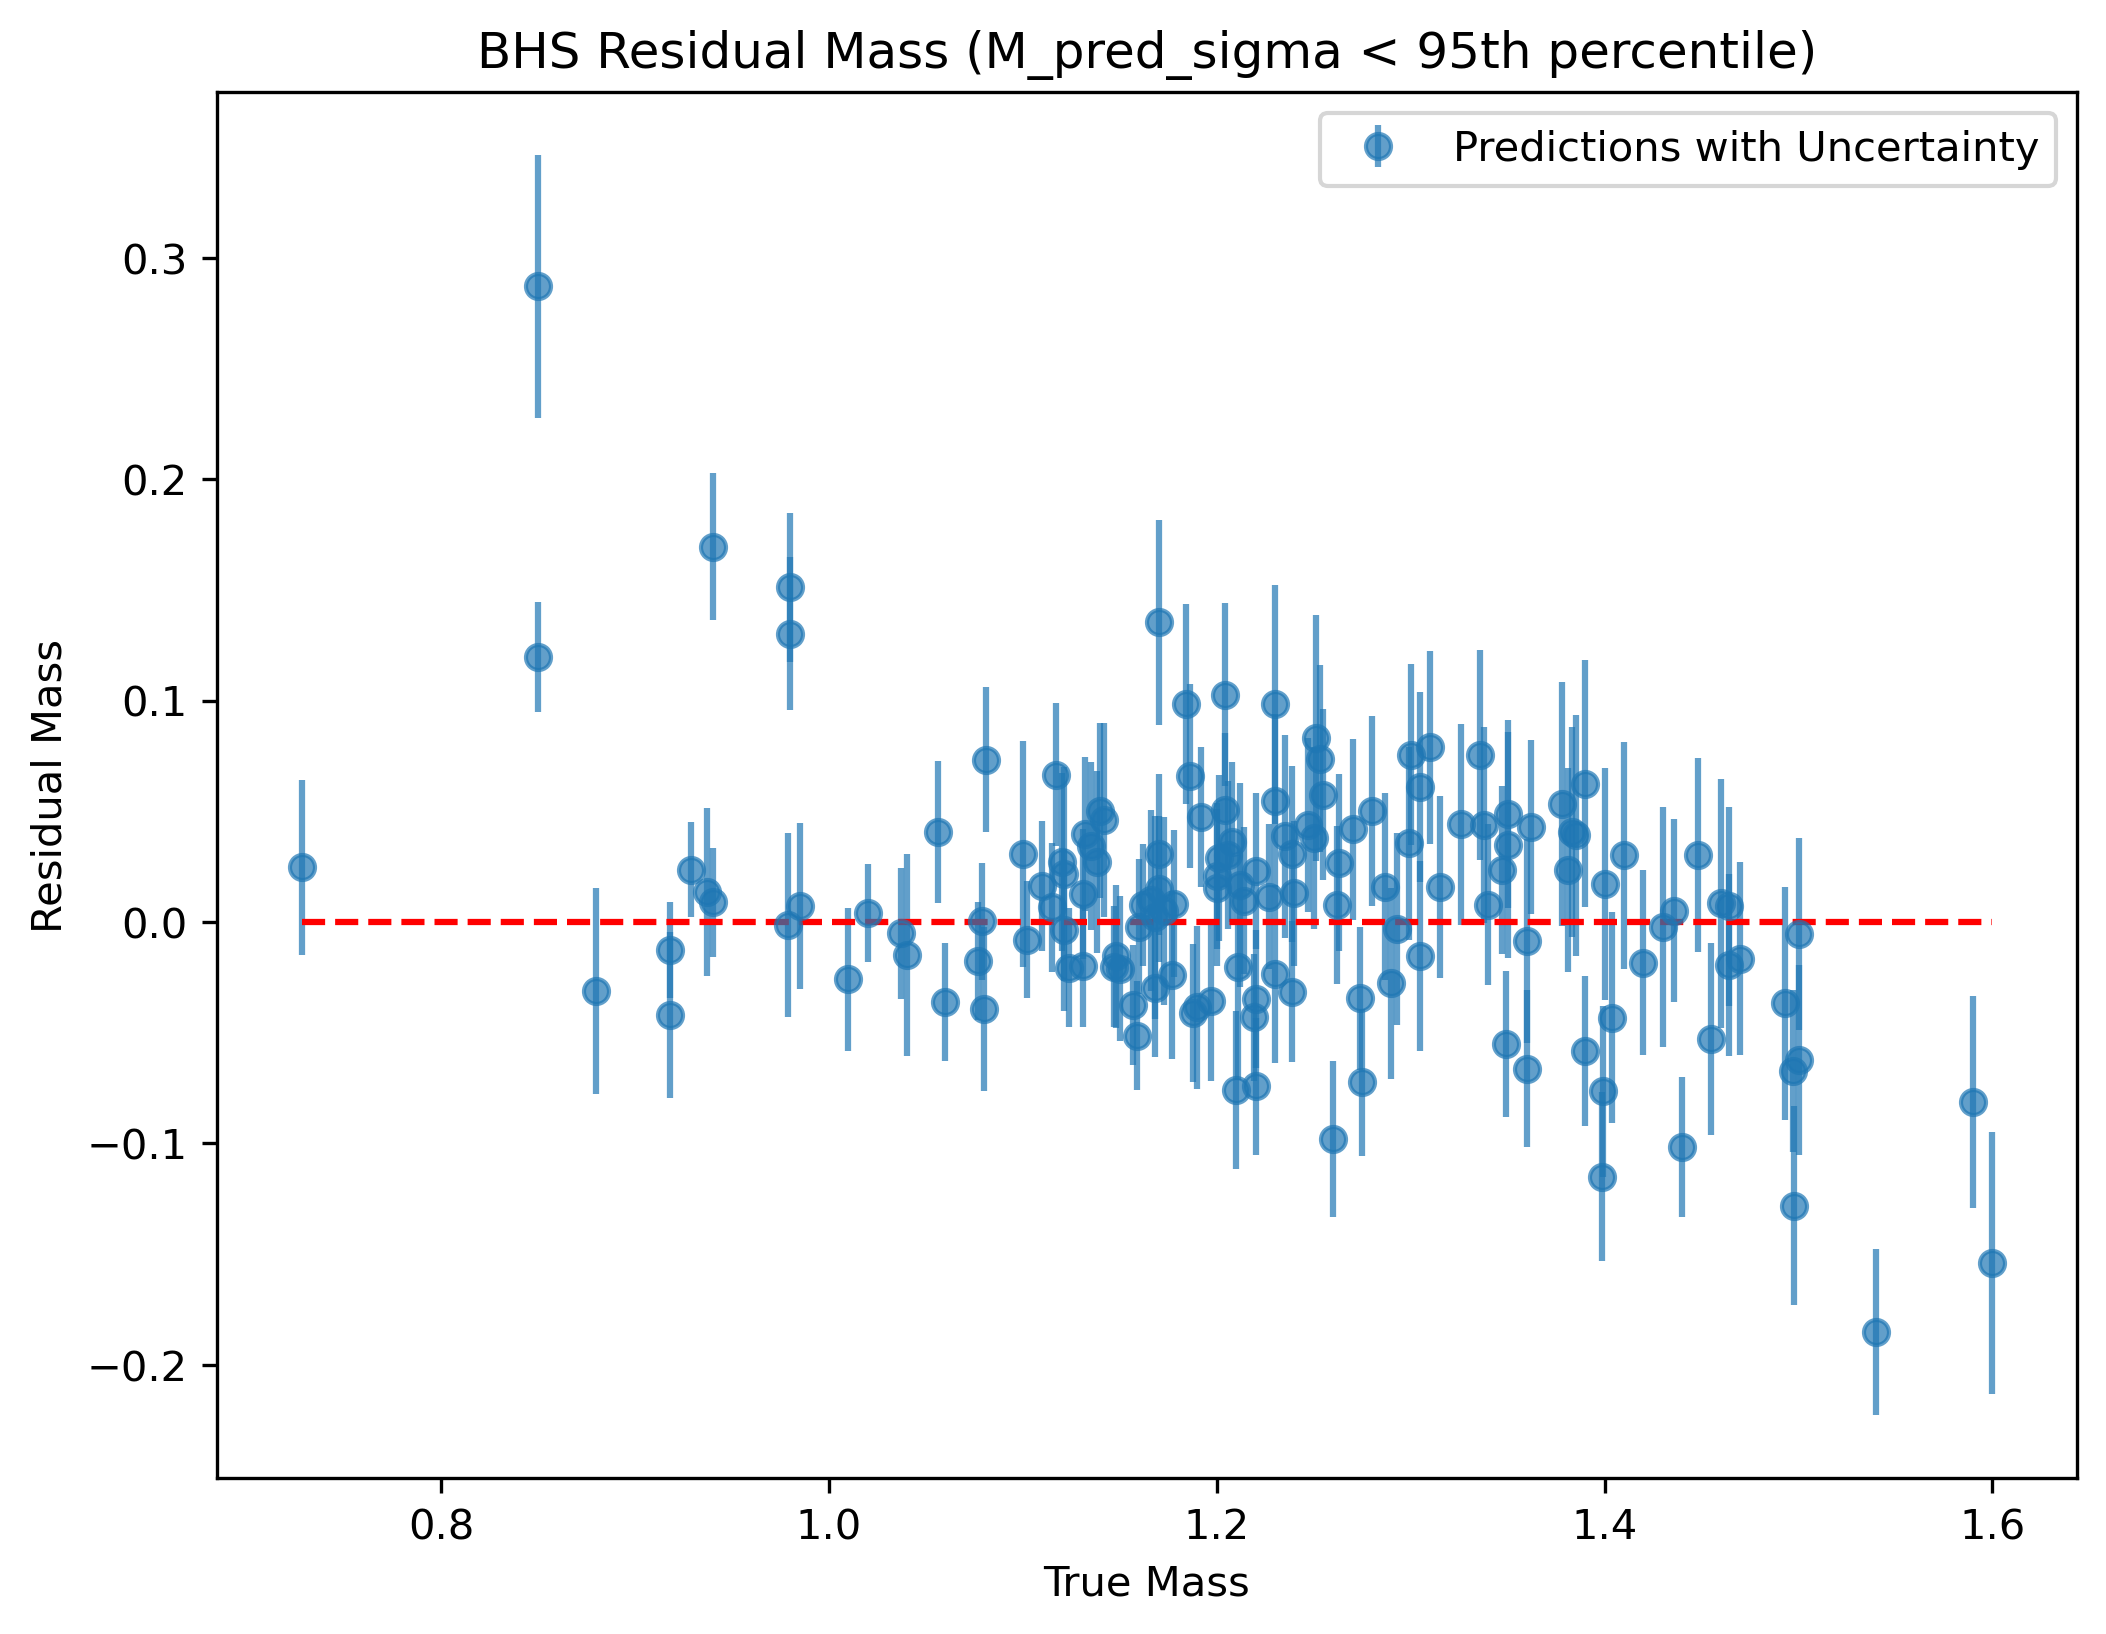 BHS Residual Mass (M_pred_sigma < 95th percentile)
Predictions with Uncertainty
0.3
0.2
0.1
0.0
−0.1
−0.2
Residual Mass
0.8 1.0 1.2 1.4 1.6
True Mass